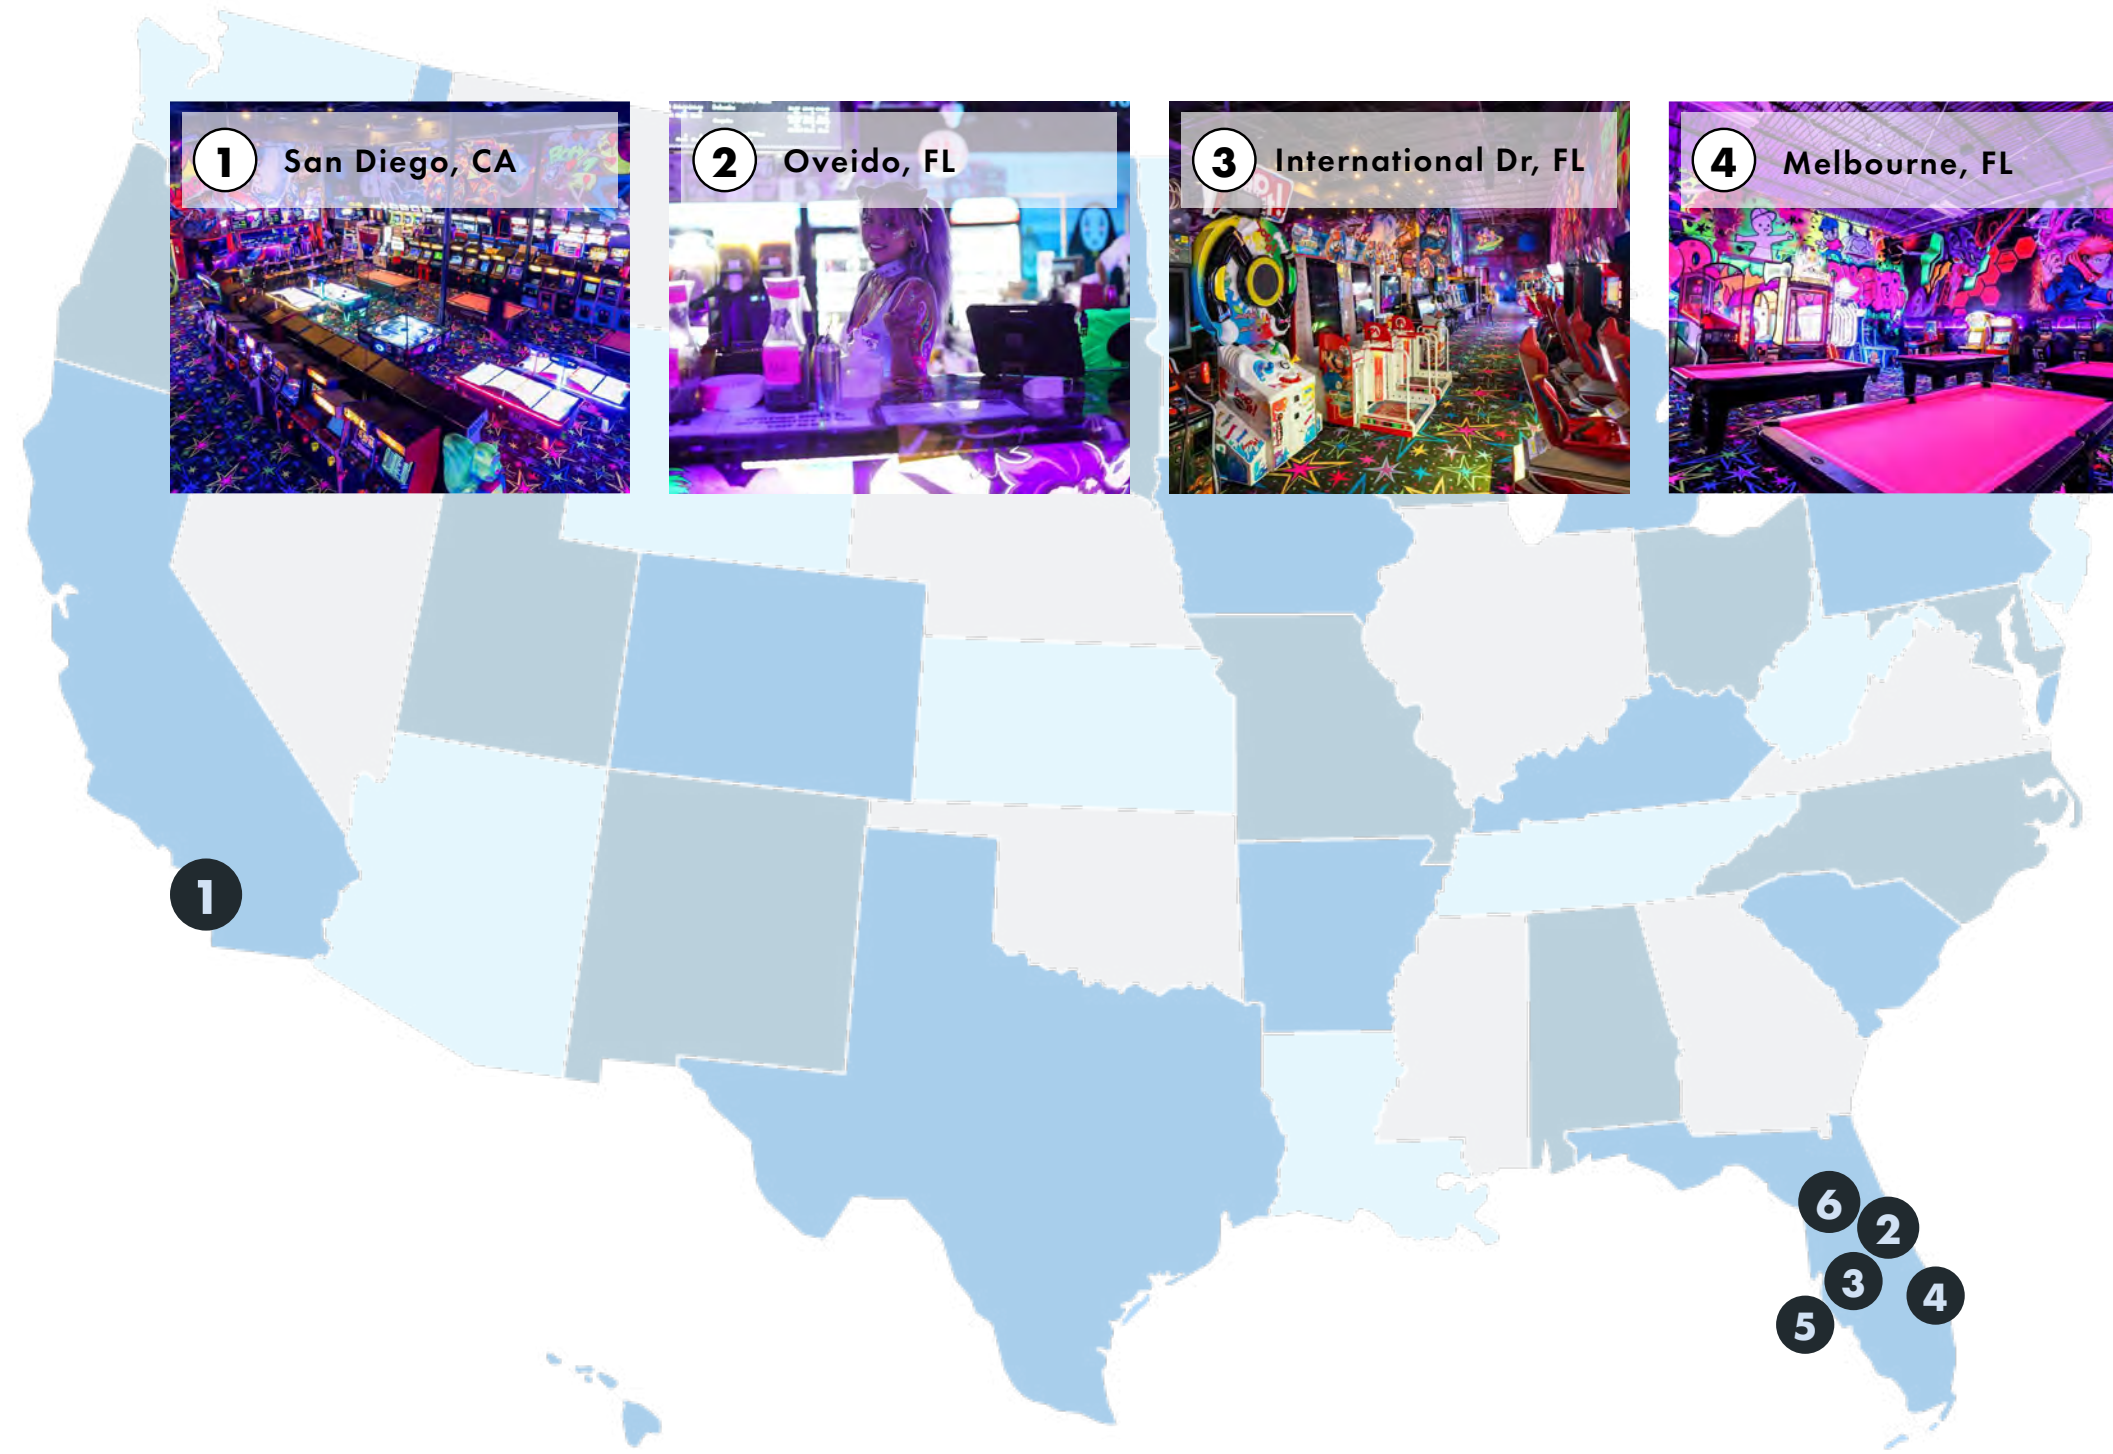 1 San Diego, CA
2 Oveido, FL
3 International Dr, FL
4 Melbourne, FL
1
6
2
3
4
5